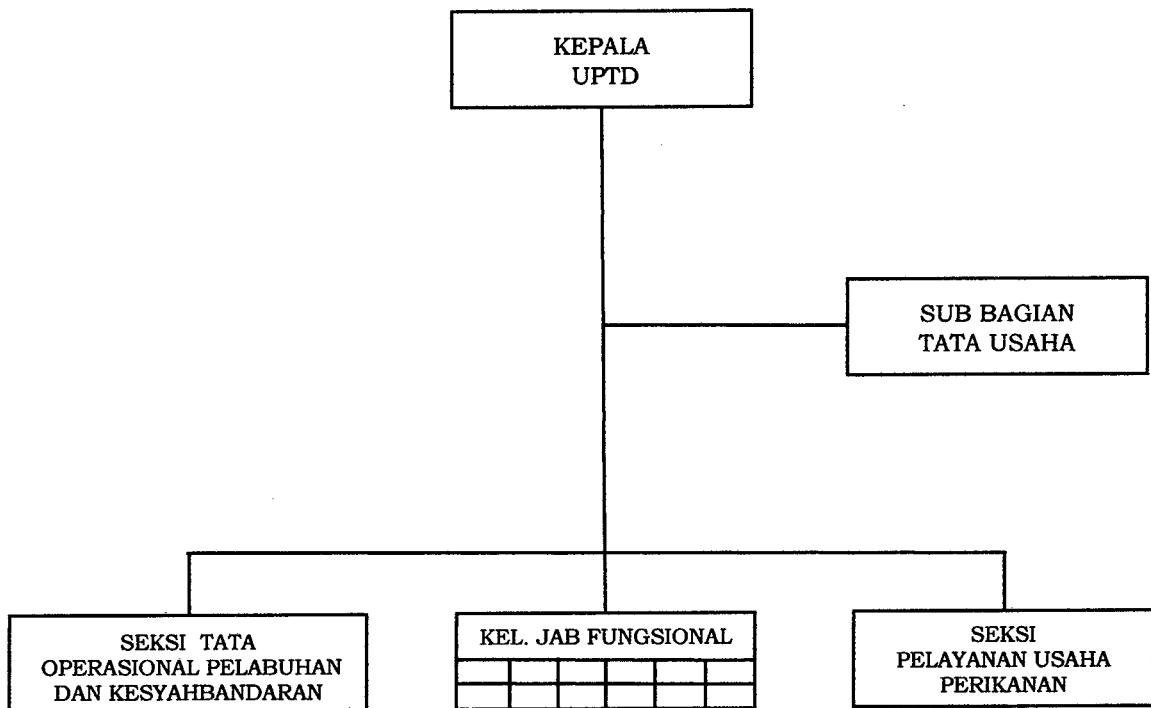 KEPALA
UPTD
SUB BAGIAN
TATA USAHA
SEKSI TATA
OPERASIONAL PELABUHAN
DAN KESYAHBANDARAN
KEL. JAB FUNGSIONAL
SEKSI
PELAYANAN USAHA
PERIKANAN